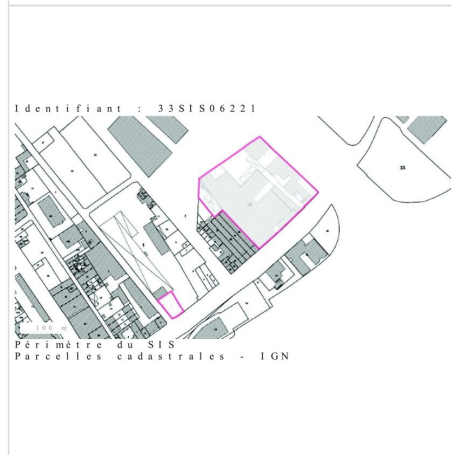 Identifiant : 33SIS06221
100 m
Périmètre du SIS
Parcelles cadastrales - IGN